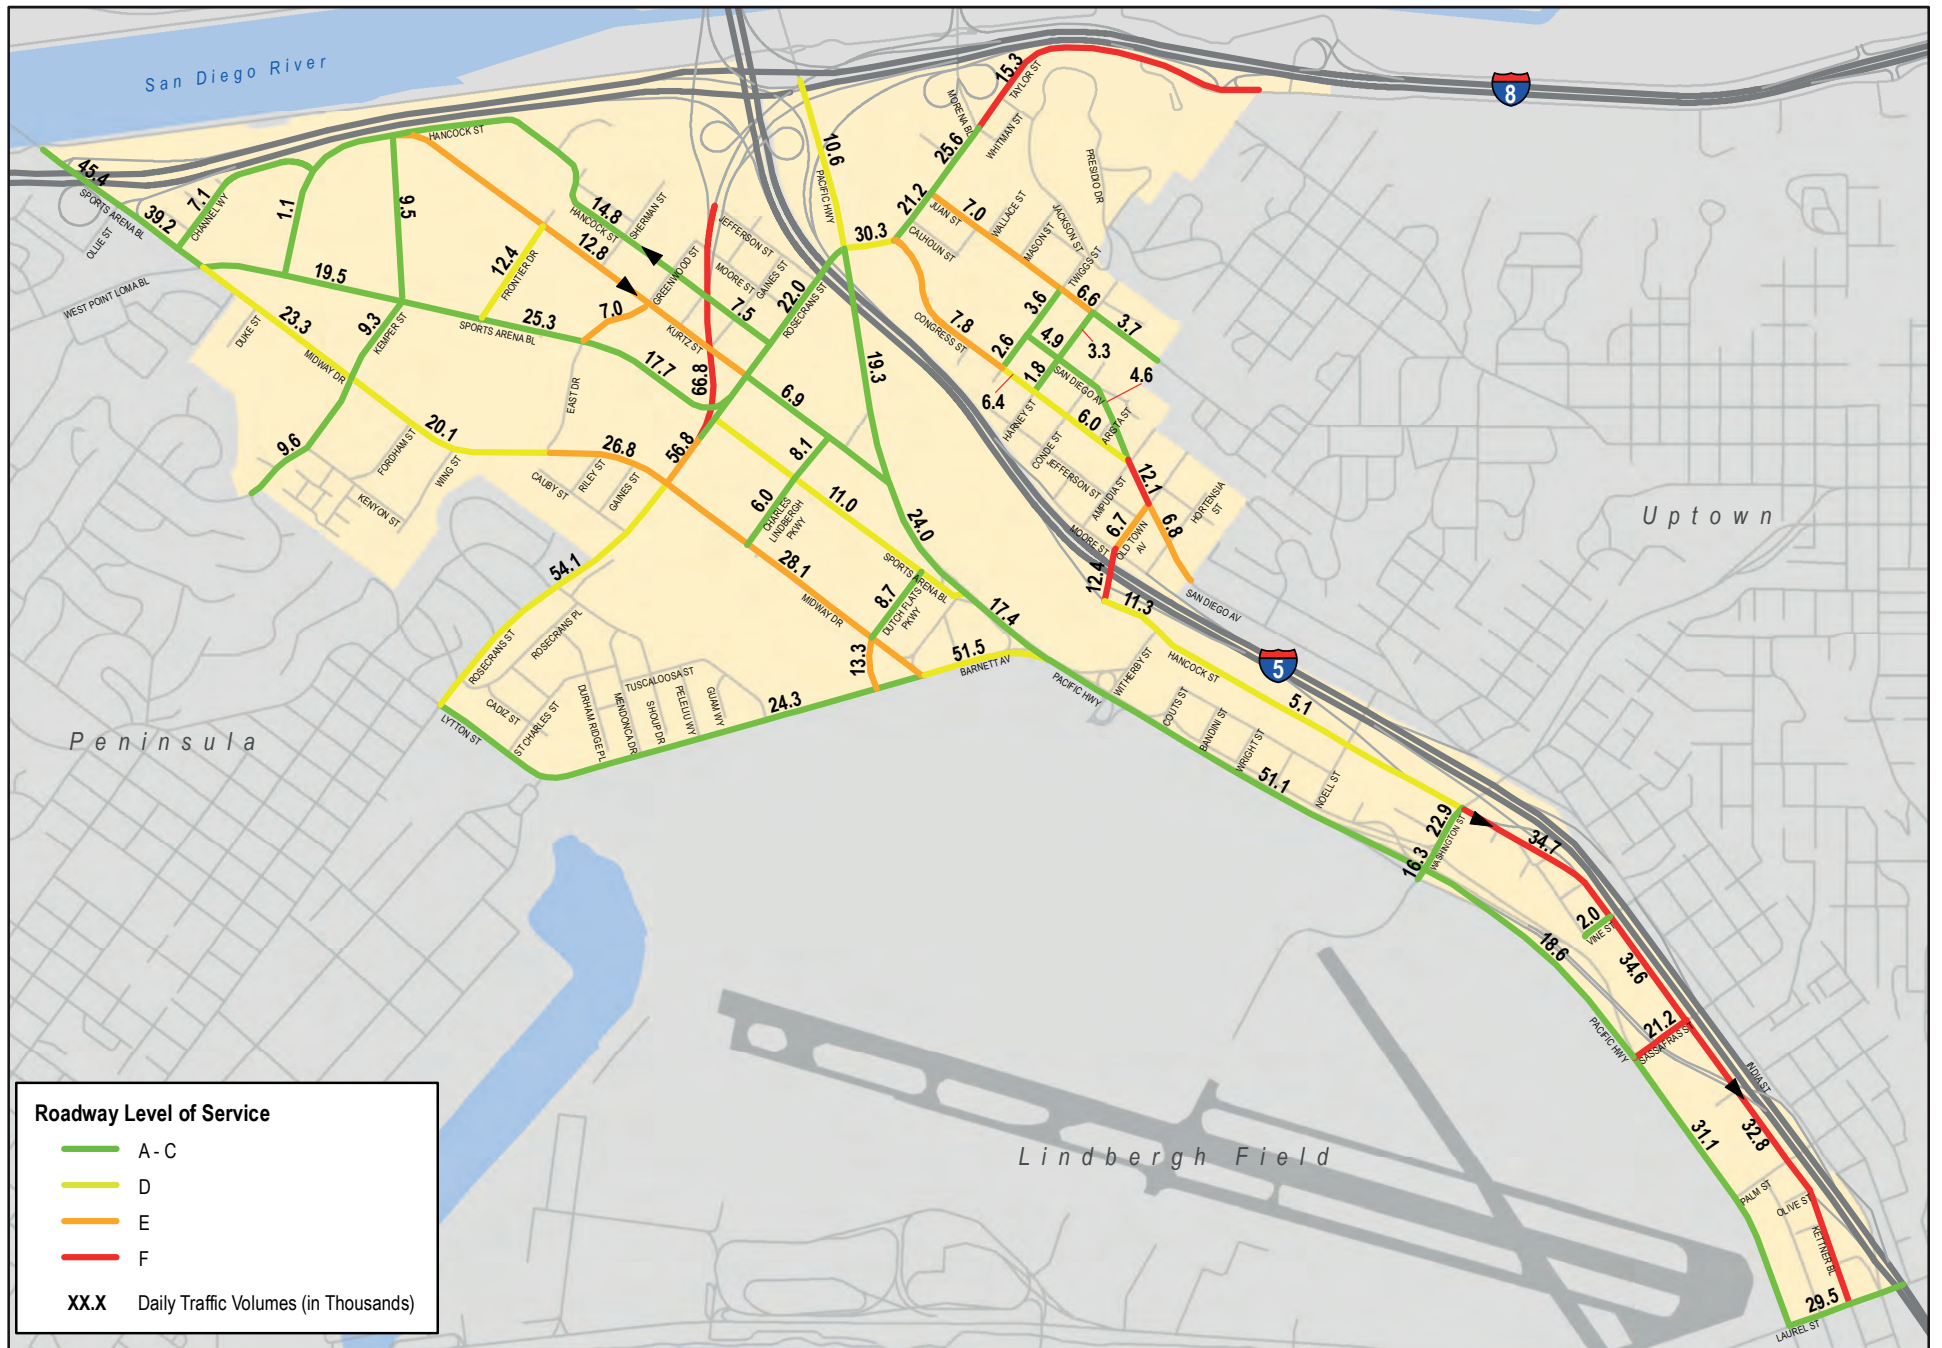 San Diego River
8
15.3
TAYLOR ST
MORENA BL
WHITMAN ST
25.6
PRESIDIO DR
10.6
PACIFIC HWY
HANCOCK ST
45.4
SPORTS ARENA BL
39.2
7.1
CHANNEL WY
OLLIE ST
1.1
9.5
14.8
HANCOCK ST
SHERMAN ST
12.8
12.4
FRONTIER DR
JEFFERSON ST
GREENWOOD ST
MOORE ST
GAINES ST
7.5
22.0
ROSECRANS ST
30.3
21.2
JUAN ST
7.0
CALHOUN ST
WALLACE ST
MASON ST
JACKSON ST
TWIGGS ST
6.6
3.7
3.6
4.9
3.3
4.6
2.6
1.8
SAN DIEGO AV
7.8
CONGRESS ST
6.4
HARNEY ST
6.0
ARISTA ST
CONDE ST
JEFFERSON ST
AMPUDIA ST
12.1
HORTENSIA
ST
6.8
6.7
OLD TOWN
AV
MOORE ST
12.4
11.3
SAN DIEGO AV
WEST POINT LOMA BL
19.5
SPORTS ARENA BL
25.3
7.0
KURTZ ST
17.7
66.8
19.3
6.9
DUKE ST
23.3
MIDWAY DR
9.3
KEMPER ST
9.6
EAST DR
20.1
FORDHAM ST
WING ST
KENYON ST
26.8
CAUBY ST
RILEY ST
GAINES ST
56.8
8.1
6.0
CHARLES
LINDBERGH
PKWY
11.0
24.0
SPORTS ARENA BL
28.1
MIDWAY DR
8.7
DUTCH FLATS
PKWY
17.4
13.3
51.5
BARNETT AV
54.1
ROSECRANS ST
ROSECRANS PL
CADIZ ST
ST CHARLES ST
LYTTON ST
DURHAM RIDGE PL
MENDONCA DR
TUSCALOOSA ST
SHOUP DR
PELELIU WY
GUAM WY
24.3
PACIFIC HWY
WITHERBY ST
HANCOCK ST
5
5.1
COUTS ST
BANDINI ST
WRIGHT ST
NOELL ST
51.1
Uptown
Peninsula
22.9
WASHINGTON ST
16.3
34.7
2.0
VINE ST
34.6
18.6
21.2
SASSAFRAS ST
PACIFIC HWY
INDIA ST
32.8
31.1
PALM ST
OLIVE ST
KETTNER BL
29.5
LAUREL ST
Lindbergh Field
Roadway Level of Service
A - C
D
E
F
XX.X Daily Traffic Volumes (in Thousands)